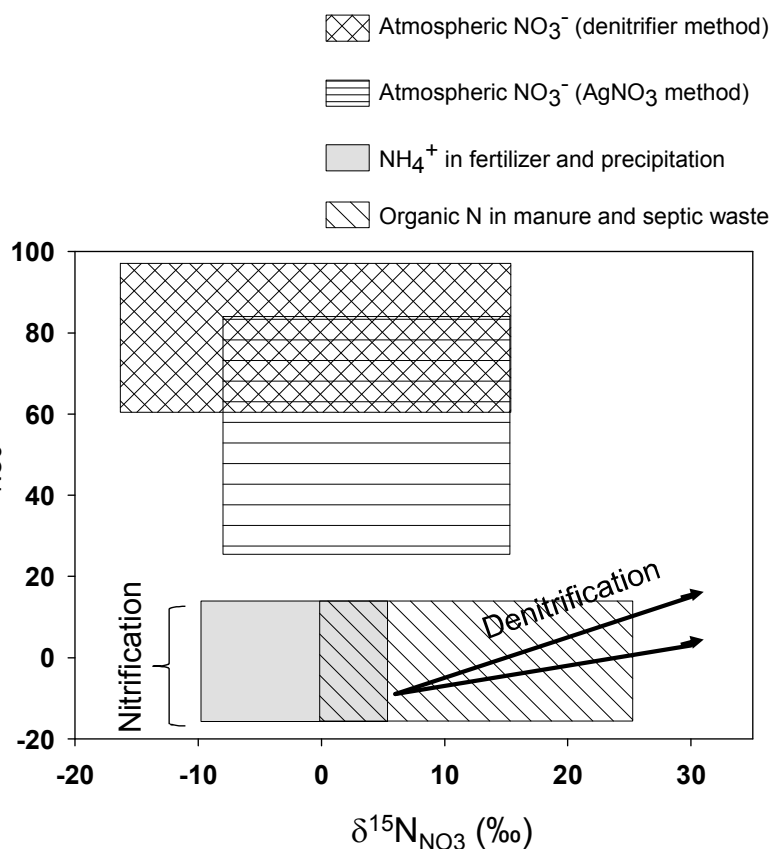 Atmospheric NO3- (denitrifier method)
Atmospheric NO3- (AgNO3 method)
NH4+ in fertilizer and precipitation
Organic N in manure and septic waste
100
80
60
40
20
0
-20
Nitrification
Denitrification
-20 -10 0 10 20 30
δ15NNO3 (‰)